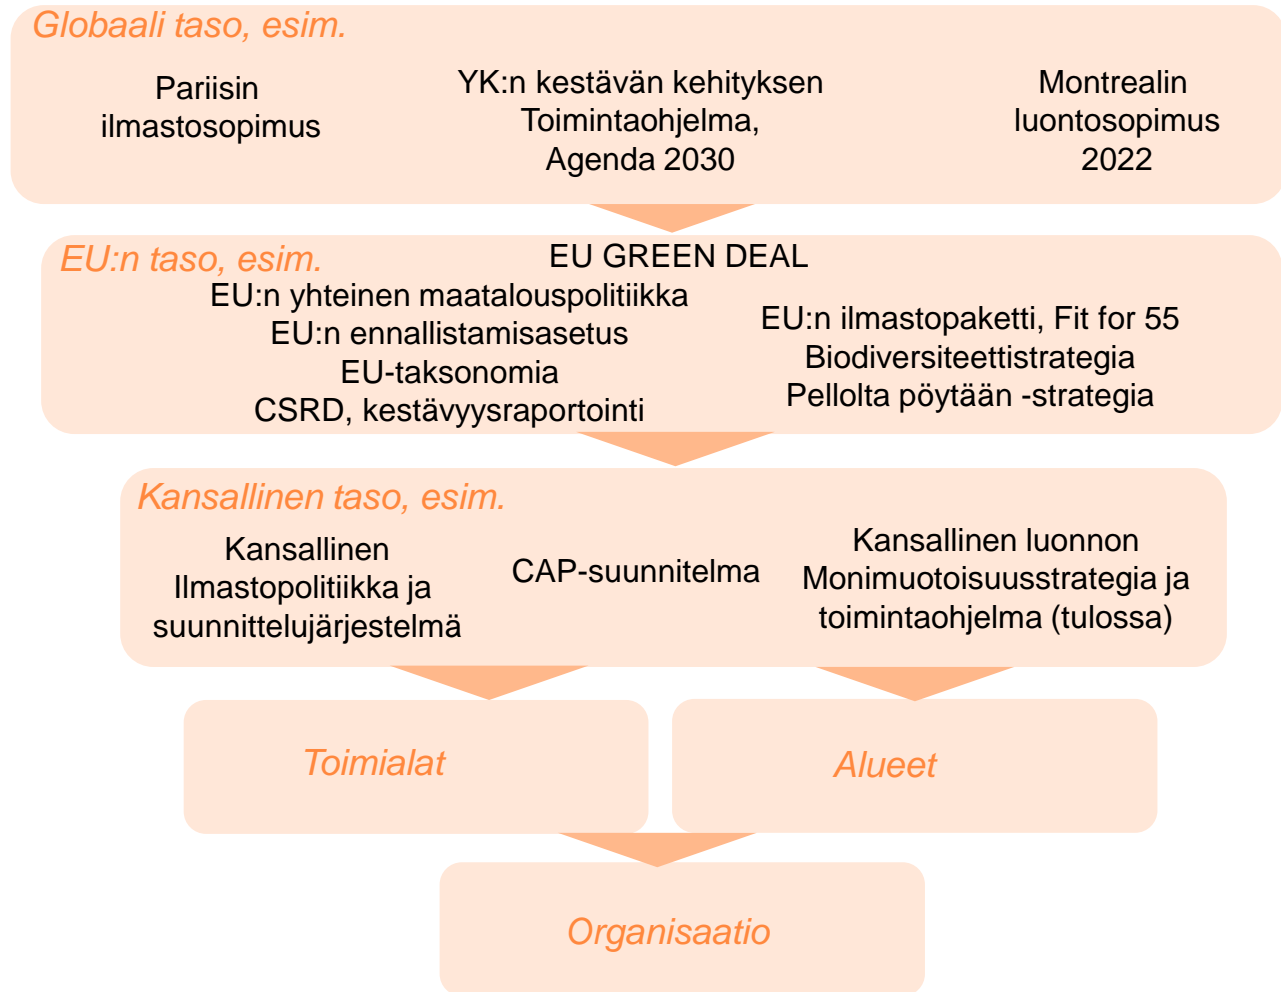 Globaali taso, esim.
Pariisin
ilmastosopimus
YK:n kestävän kehityksen
Toimintaohjelma,
Agenda 2030
Montrealin
luontosopimus
2022
EU:n taso, esim.
EU GREEN DEAL
EU:n yhteinen maatalouspolitiikka
EU:n ennallistamisasetus
EU-taksonomia
CSRD, kestävyysraportointi
EU:n ilmastopaketti, Fit for 55
Biodiversiteettistrategia
Pellolta pöytään -strategia
Kansallinen taso, esim.
Kansallinen
Ilmastopolitiikka ja
suunnittelujärjestelmä
CAP-suunnitelma
Kansallinen luonnon
Monimuotoisuusstrategia ja
toimintaohjelma (tulossa)
Toimialat
Alueet
Organisaatio